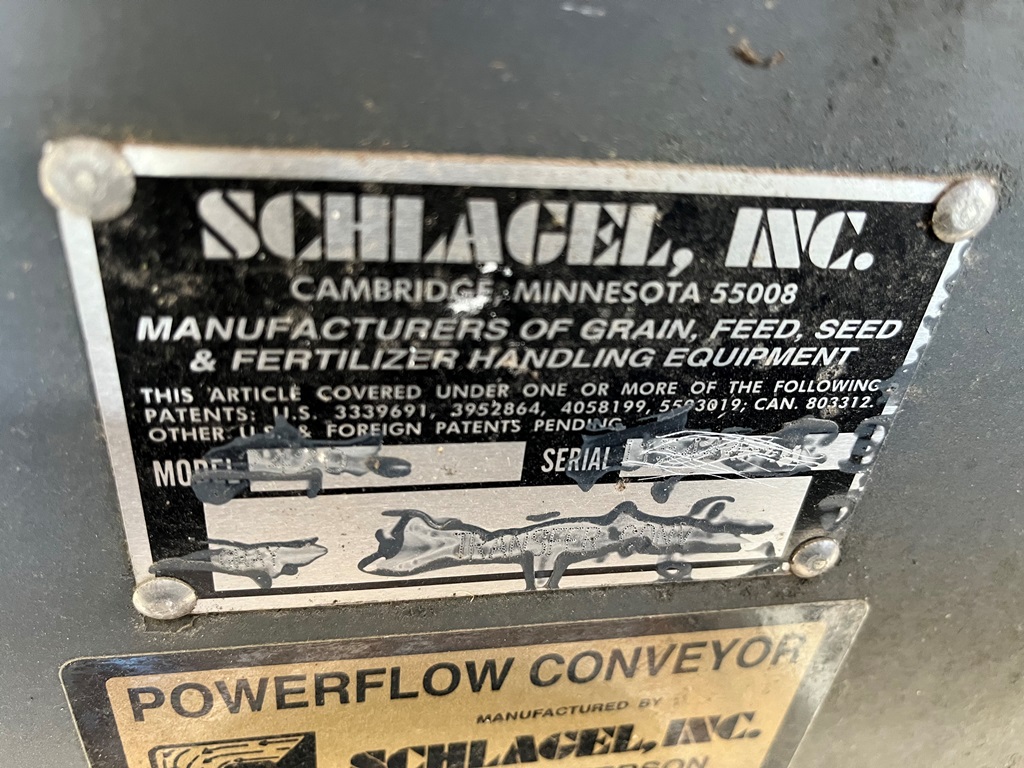 SCHLAGEL, INC.
CAMBRIDGE, MINNESOTA 55008
MANUFACTURERS OF GRAIN, FEED, SEED
& FERTILIZER HANDLING EQUIPMENT
THIS ARTICLE COVERED UNDER ONE OR MORE OF THE FOLLOWING
PATENTS: U.S. 3339691, 3952864, 4058199, 5593019; CAN. 803312.
OTHER U.S. & FOREIGN PATENTS PENDING
MODEL SERIAL
POWERFLOW CONVEYOR
MANUFACTURED BY
SCHLAGEL, INC.